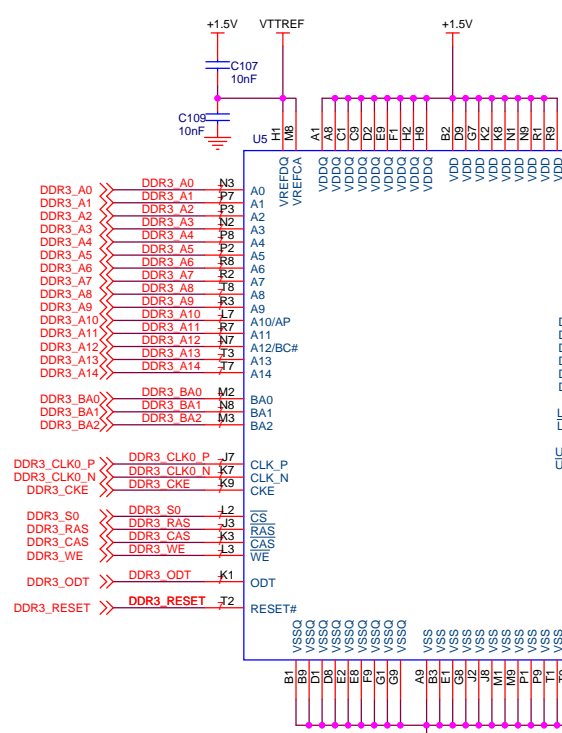 +1.5V VTTREF +1.5V
C107
10nF
C109
10nF
U5
H1 M8 A1 A8 C1 C9 D2 E9 F1 H2 H9 B2 D9 G7 K2 K8 N1 N9 R1 R9
VREFDQ VREFCA VDDQ VDDQ VDDQ VDDQ VDDQ VDDQ VDDQ VDDQ VDDQ VDD VDD VDD VDD VDD VDD VDD VDD VDD
DDR3_A0 DDR3_A0 N3 A0
DDR3_A1 DDR3_A1 P7 A1
DDR3_A2 DDR3_A2 P3 A2
DDR3_A3 DDR3_A3 N2 A3
DDR3_A4 DDR3_A4 P8 A4
DDR3_A5 DDR3_A5 P2 A5
DDR3_A6 DDR3_A6 R8 A6
DDR3_A7 DDR3_A7 R2 A7
DDR3_A8 DDR3_A8 T8 A8
DDR3_A9 DDR3_A9 R3 A9
DDR3_A10 DDR3_A10 L7 A10/AP
DDR3_A11 DDR3_A11 R7 A11
DDR3_A12 DDR3_A12 N7 A12/BC#
DDR3_A13 DDR3_A13 T3 A13
DDR3_A14 DDR3_A14 T7 A14
DDR3_BA0 DDR3_BA0 M2 BA0
DDR3_BA1 DDR3_BA1 N8 BA1
DDR3_BA2 DDR3_BA2 M3 BA2
DDR3_CLK0_P DDR3_CLK0_P J7 CLK_P
DDR3_CLK0_N DDR3_CLK0_N K7 CLK_N
DDR3_CKE DDR3_CKE K9 CKE
DDR3_S0 DDR3_S0 L2 CS
DDR3_RAS DDR3_RAS J3 RAS
DDR3_CAS DDR3_CAS K3 CAS
DDR3_WE DDR3_WE L3 WE
DDR3_ODT DDR3_ODT K1 ODT
DDR3_RESET DDR3_RESET T2 RESET#
VSSQ VSSQ VSSQ VSSQ VSSQ VSSQ VSSQ VSSQ VSSQ VSS VSS VSS VSS VSS VSS VSS VSS VSS VSS VSS
B1 B9 D1 D8 E2 E8 F9 G1 G9 A9 B3 E1 G8 J2 J8 M1 M9 P1 P9 T1